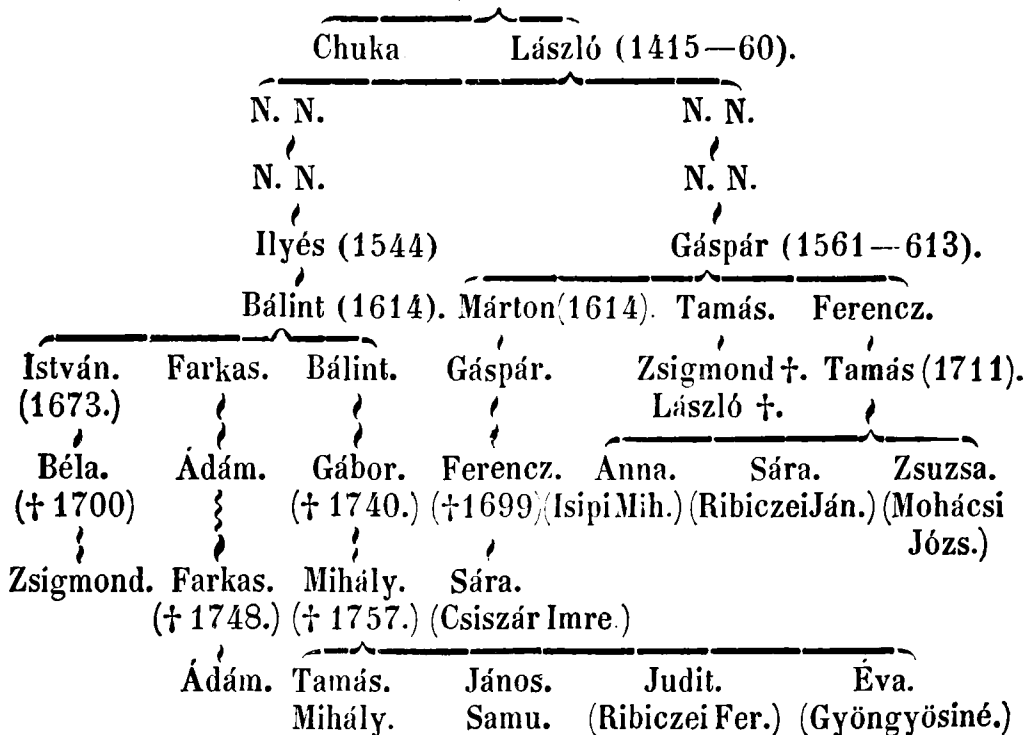 Chuka László (1415—60).
N. N. N. N.
N. N. N. N.
Ilyés (1544) Gáspár (1561—613).
Bálint (1614). Márton (1614). Tamás. Ferencz.
István. Farkas. Bálint. Gáspár. Zsigmond †. Tamás (1711).
(1673.) László †.
Béla. Ádám. Gábor. Ferencz. Anna. Sára. Zsuzsa.
(† 1700) († 1740.) (†1699) (Isipi Mih.) (Ribiczei Ján.) (Mohácsi
Józs.)
Zsigmond. Farkas. Mihály. Sára.
(† 1748.) († 1757.) (Csiszár Imre.)
Ádám. Tamás. János. Judit. Éva.
Mihály. Samu. (Ribiczei Fer.) (Gyöngyösiné.)